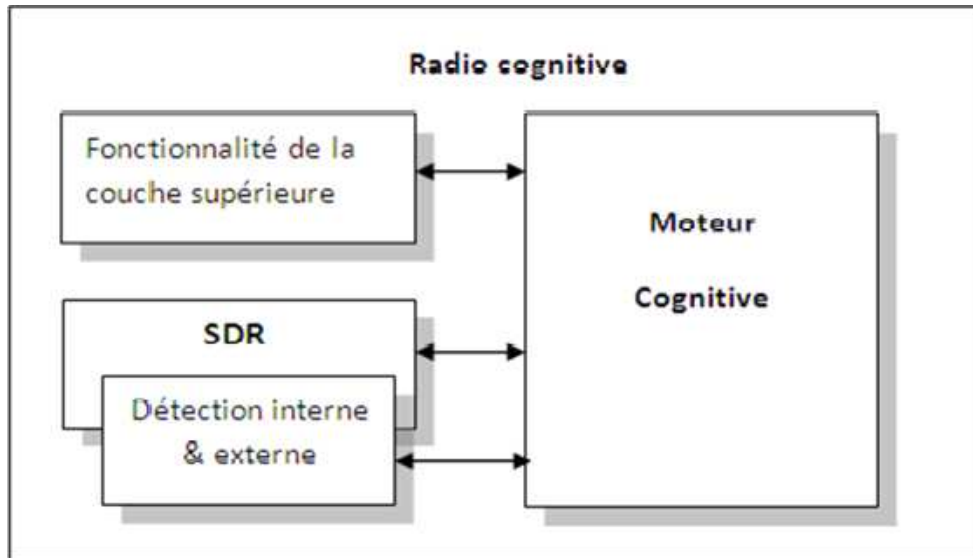 Radio cognitive
Fonctionnalité de la
couche supérieure
SDR
Détection interne
& externe
Moteur
Cognitive